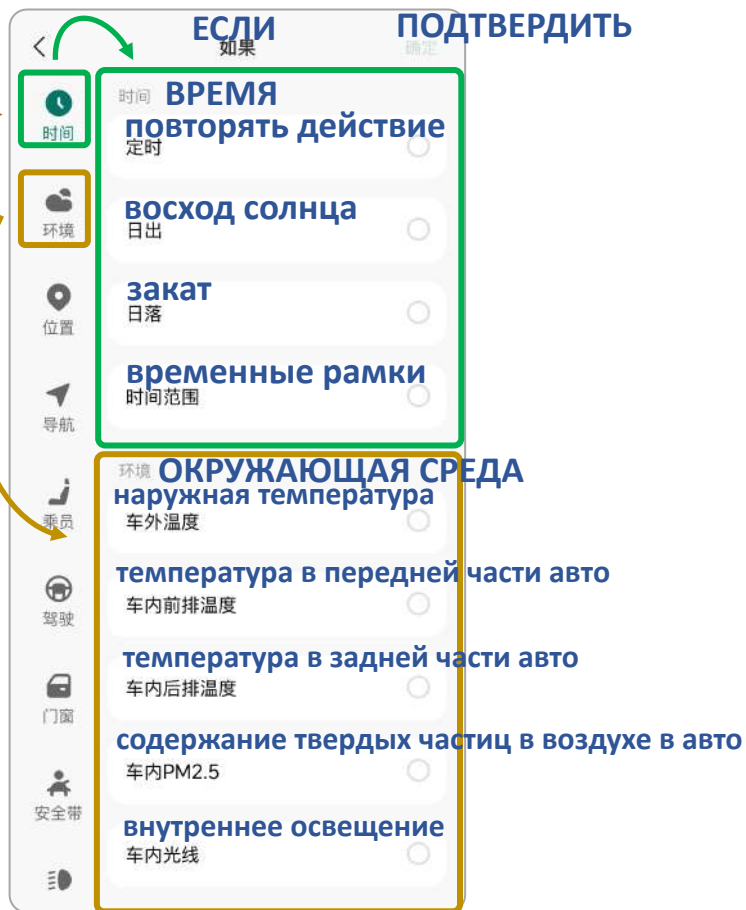 ЕСЛИ
ПОДТВЕРДИТЬ
如果
确定
时间
ВРЕМЯ
时间
повторять действие
定时
环境
восход солнца
日出
位置
закат
日落
导航
временные рамки
时间范围
环境
ОКРУЖАЮЩАЯ СРЕДА
乘员
наружная температура
车外温度
驾驶
температура в передней части авто
车内前排温度
门窗
температура в задней части авто
车内后排温度
安全带
содержание твердых частиц в воздухе в авто
车内PM2.5
внутреннее освещение
车内光线